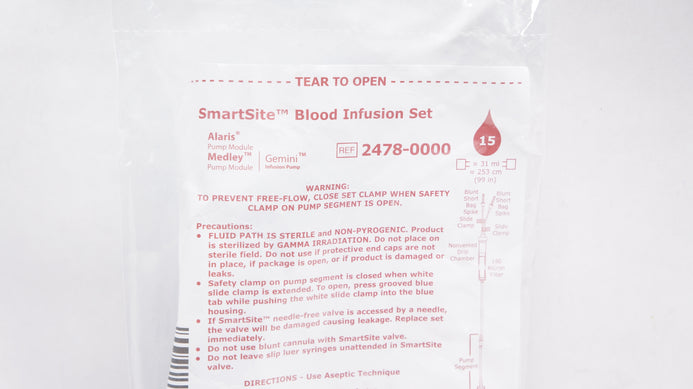 TEAR TO OPEN
SmartSite™ Blood Infusion Set
Alaris®
Pump Module
Medley™
Pump Module
Gemini™
Infusion Pump
REF 2478-0000
15
≈ 31 ml
≈ 253 cm
(99 in)
WARNING:
TO PREVENT FREE-FLOW, CLOSE SET CLAMP WHEN SAFETY
CLAMP ON PUMP SEGMENT IS OPEN.
Precautions:
• FLUID PATH IS STERILE and NON-PYROGENIC. Product
is sterilized by GAMMA IRRADIATION. Do not place on
sterile field. Do not use if protective end caps are not
in place, if package is open, or if product is damaged or
leaks.
• Safety clamp on pump segment is closed when white
slide clamp is extended. To open, press grooved blue
tab while pushing the white slide clamp into the blue
housing.
• If SmartSite™ needle-free valve is accessed by a needle,
the valve will be damaged causing leakage. Replace set
immediately.
• Do not use blunt cannula with SmartSite valve.
• Do not leave slip luer syringes unattended in SmartSite
valve.
DIRECTIONS - Use Aseptic Technique
Blunt
Short
Bag
Spike
Blunt
Short
Bag
Spike
Slide
Clamp
Slide
Clamp
Nonvented
Drip
Chamber
180
Micron
Filter
Pump
Segment